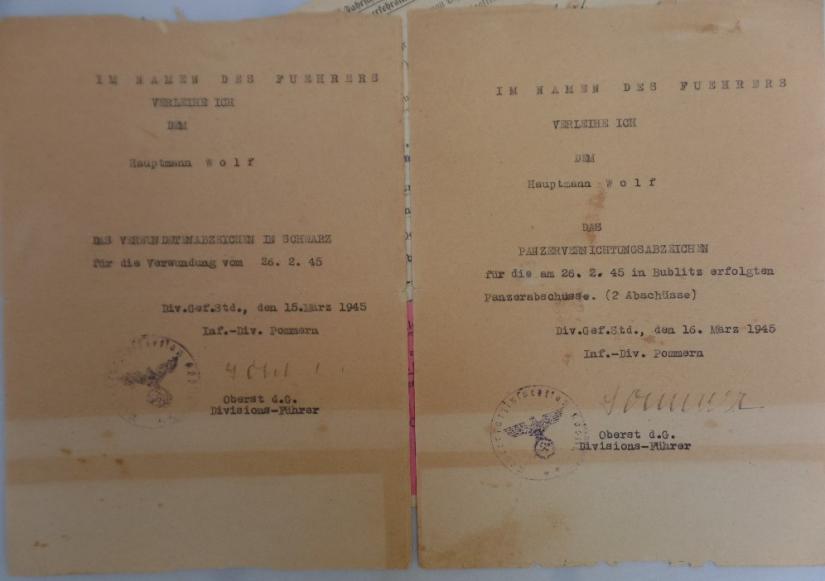 IM NAMEN DES FUEHRERS
VERLEIHE ICH
DEM
Hauptmann Wolf
DAS VERWUNDETENABZEICHEN IN SCHWARZ
für die Verwundung vom 26. 2. 45
Div.Gef.Std., den 15.März 1945
Inf.-Div. Pommern
Oberst d.G.
Divisions-Führer
IM NAMEN DES FUEHRERS
VERLEIHE ICH
DEM
Hauptmann Wolf
DAS
PANZERVERNICHTUNGSABZEICHEN
für die am 26. 2. 45 in Bublitz erfolgten
Panzerabschüsse. (2 Abschüsse)
Div.Gef.Std., den 16. März 1945
Inf.-Div. Pommern
Sommer
Oberst d.G.
Divisions-Führer